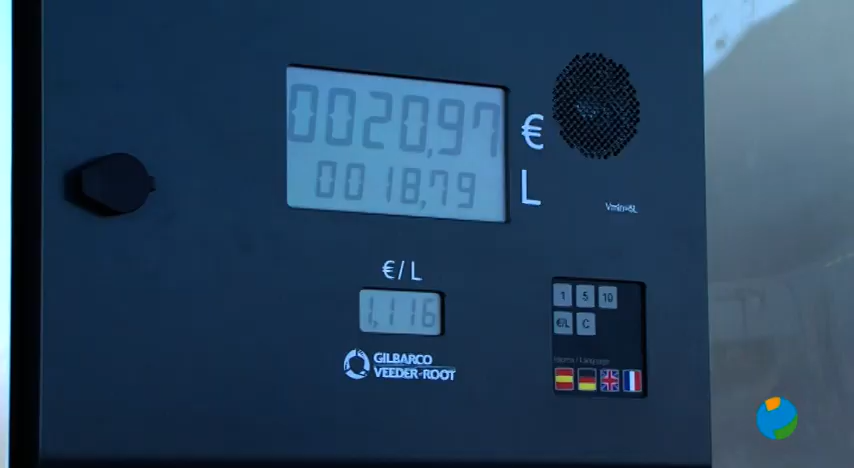 0020,97 €
0018,79 L
Vmin=5L
€/L
1,116
1 5 10
€/L C
GILBARCO
VEEDER-ROOT